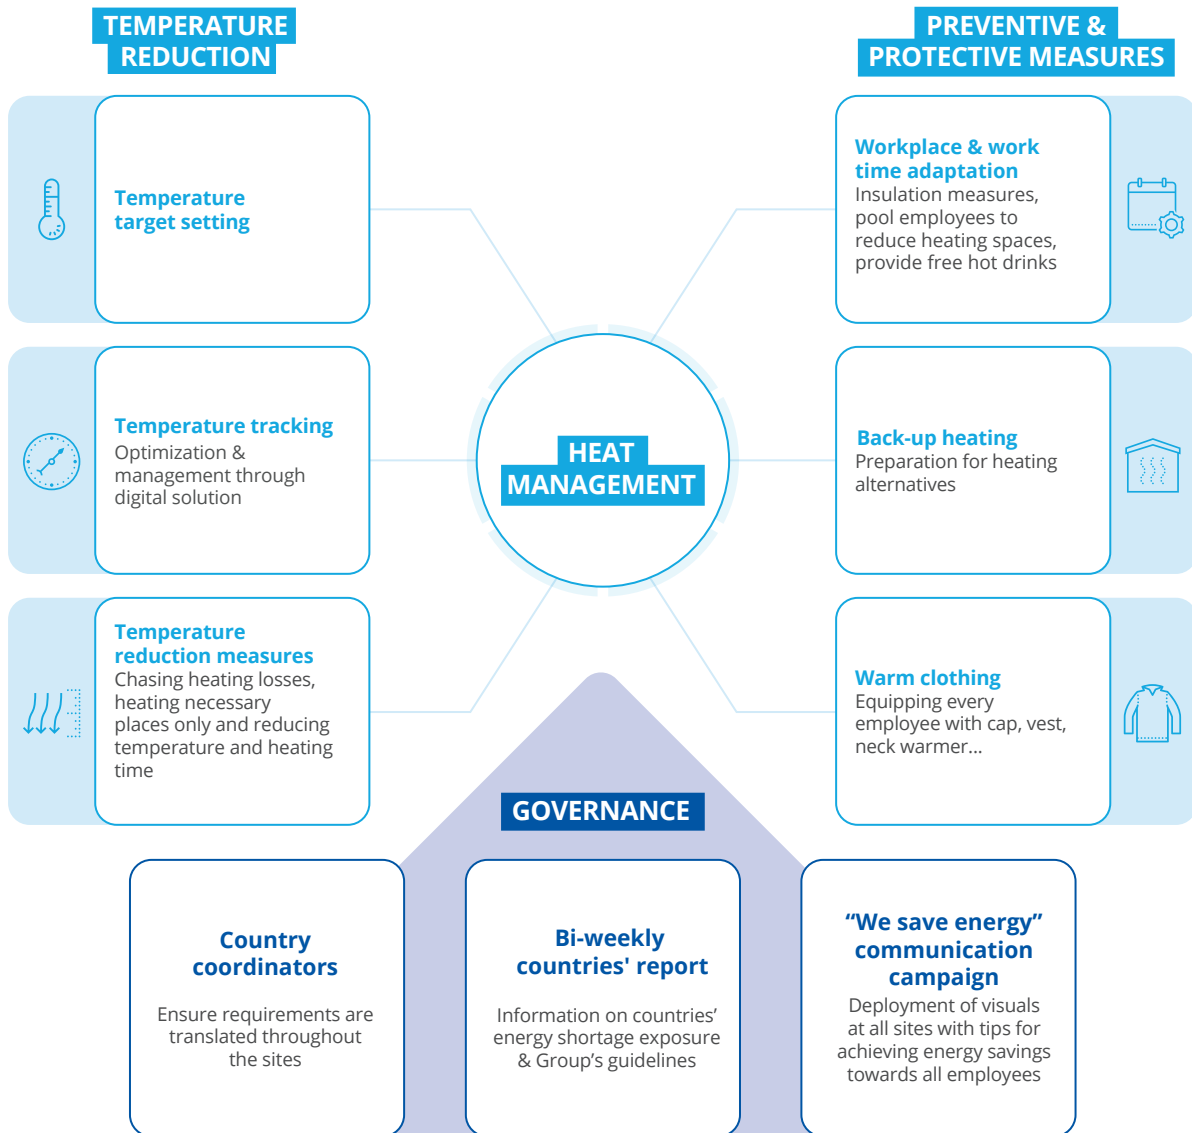 TEMPERATURE
REDUCTION
Temperature
target setting
Temperature tracking
Optimization &
management through
digital solution
Temperature
reduction measures
Chasing heating losses,
heating necessary
places only and reducing
temperature and heating
time
HEAT
MANAGEMENT
PREVENTIVE &
PROTECTIVE MEASURES
Workplace & work
time adaptation
Insulation measures,
pool employees to
reduce heating spaces,
provide free hot drinks
Back-up heating
Preparation for heating
alternatives
Warm clothing
Equipping every
employee with cap, vest,
neck warmer...
GOVERNANCE
Country
coordinators
Ensure requirements are
translated throughout
the sites
Bi-weekly
countries' report
Information on countries’
energy shortage exposure
& Group’s guidelines
“We save energy”
communication
campaign
Deployment of visuals
at all sites with tips for
achieving energy savings
towards all employees